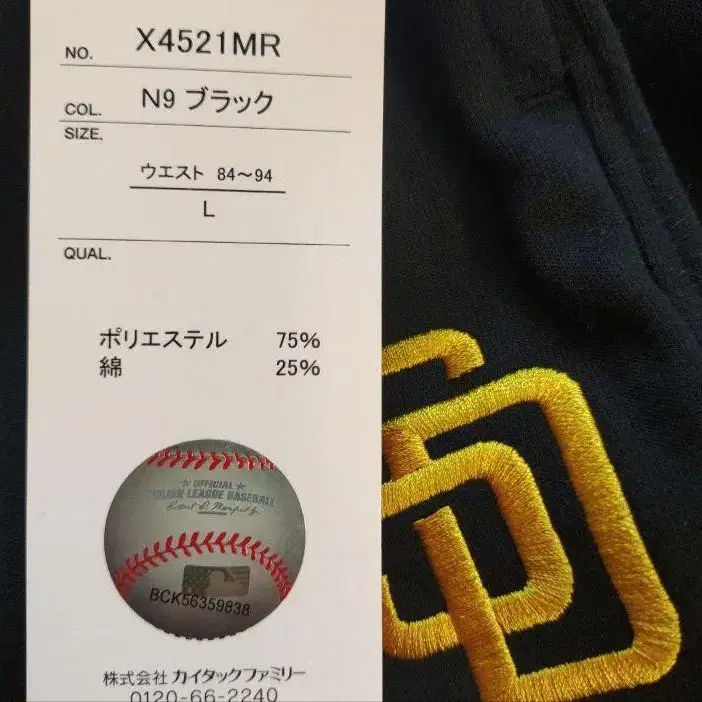 NO. X4521MR
COL. N9 ブラック
SIZE.
ウエスト 84～94
L
QUAL.
ポリエステル 75%
綿 25%
OFFICIAL
MAJOR LEAGUE BASEBALL
BCK56359838
株式会社 カイタックファミリー
0120-66-2240
SD